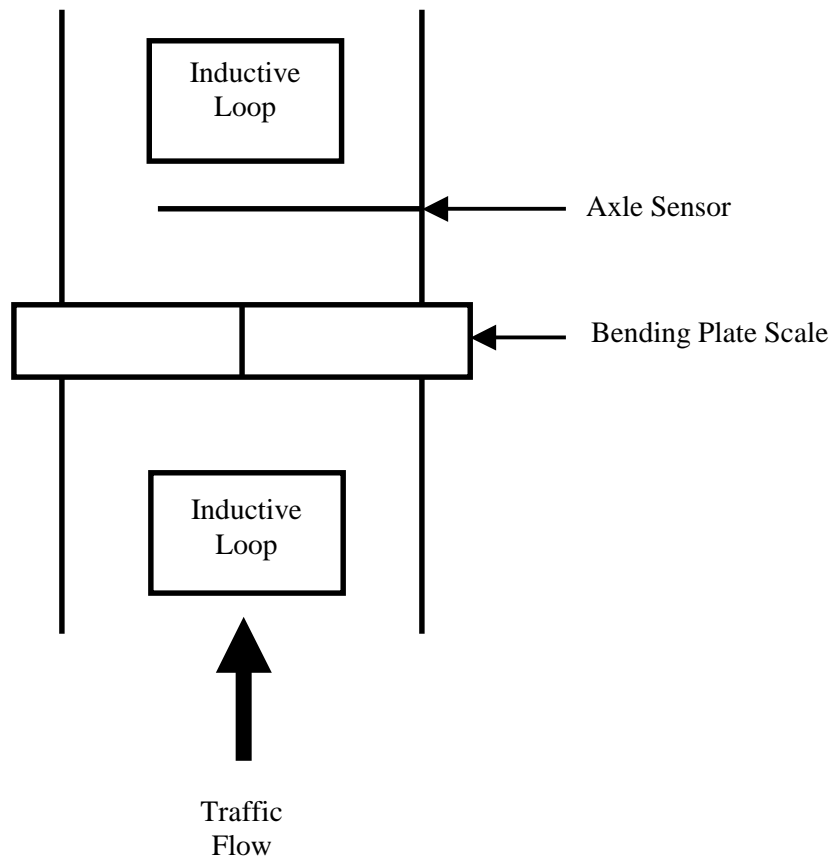 Inductive
Loop
Axle Sensor
Bending Plate Scale
Inductive
Loop
Traffic
Flow